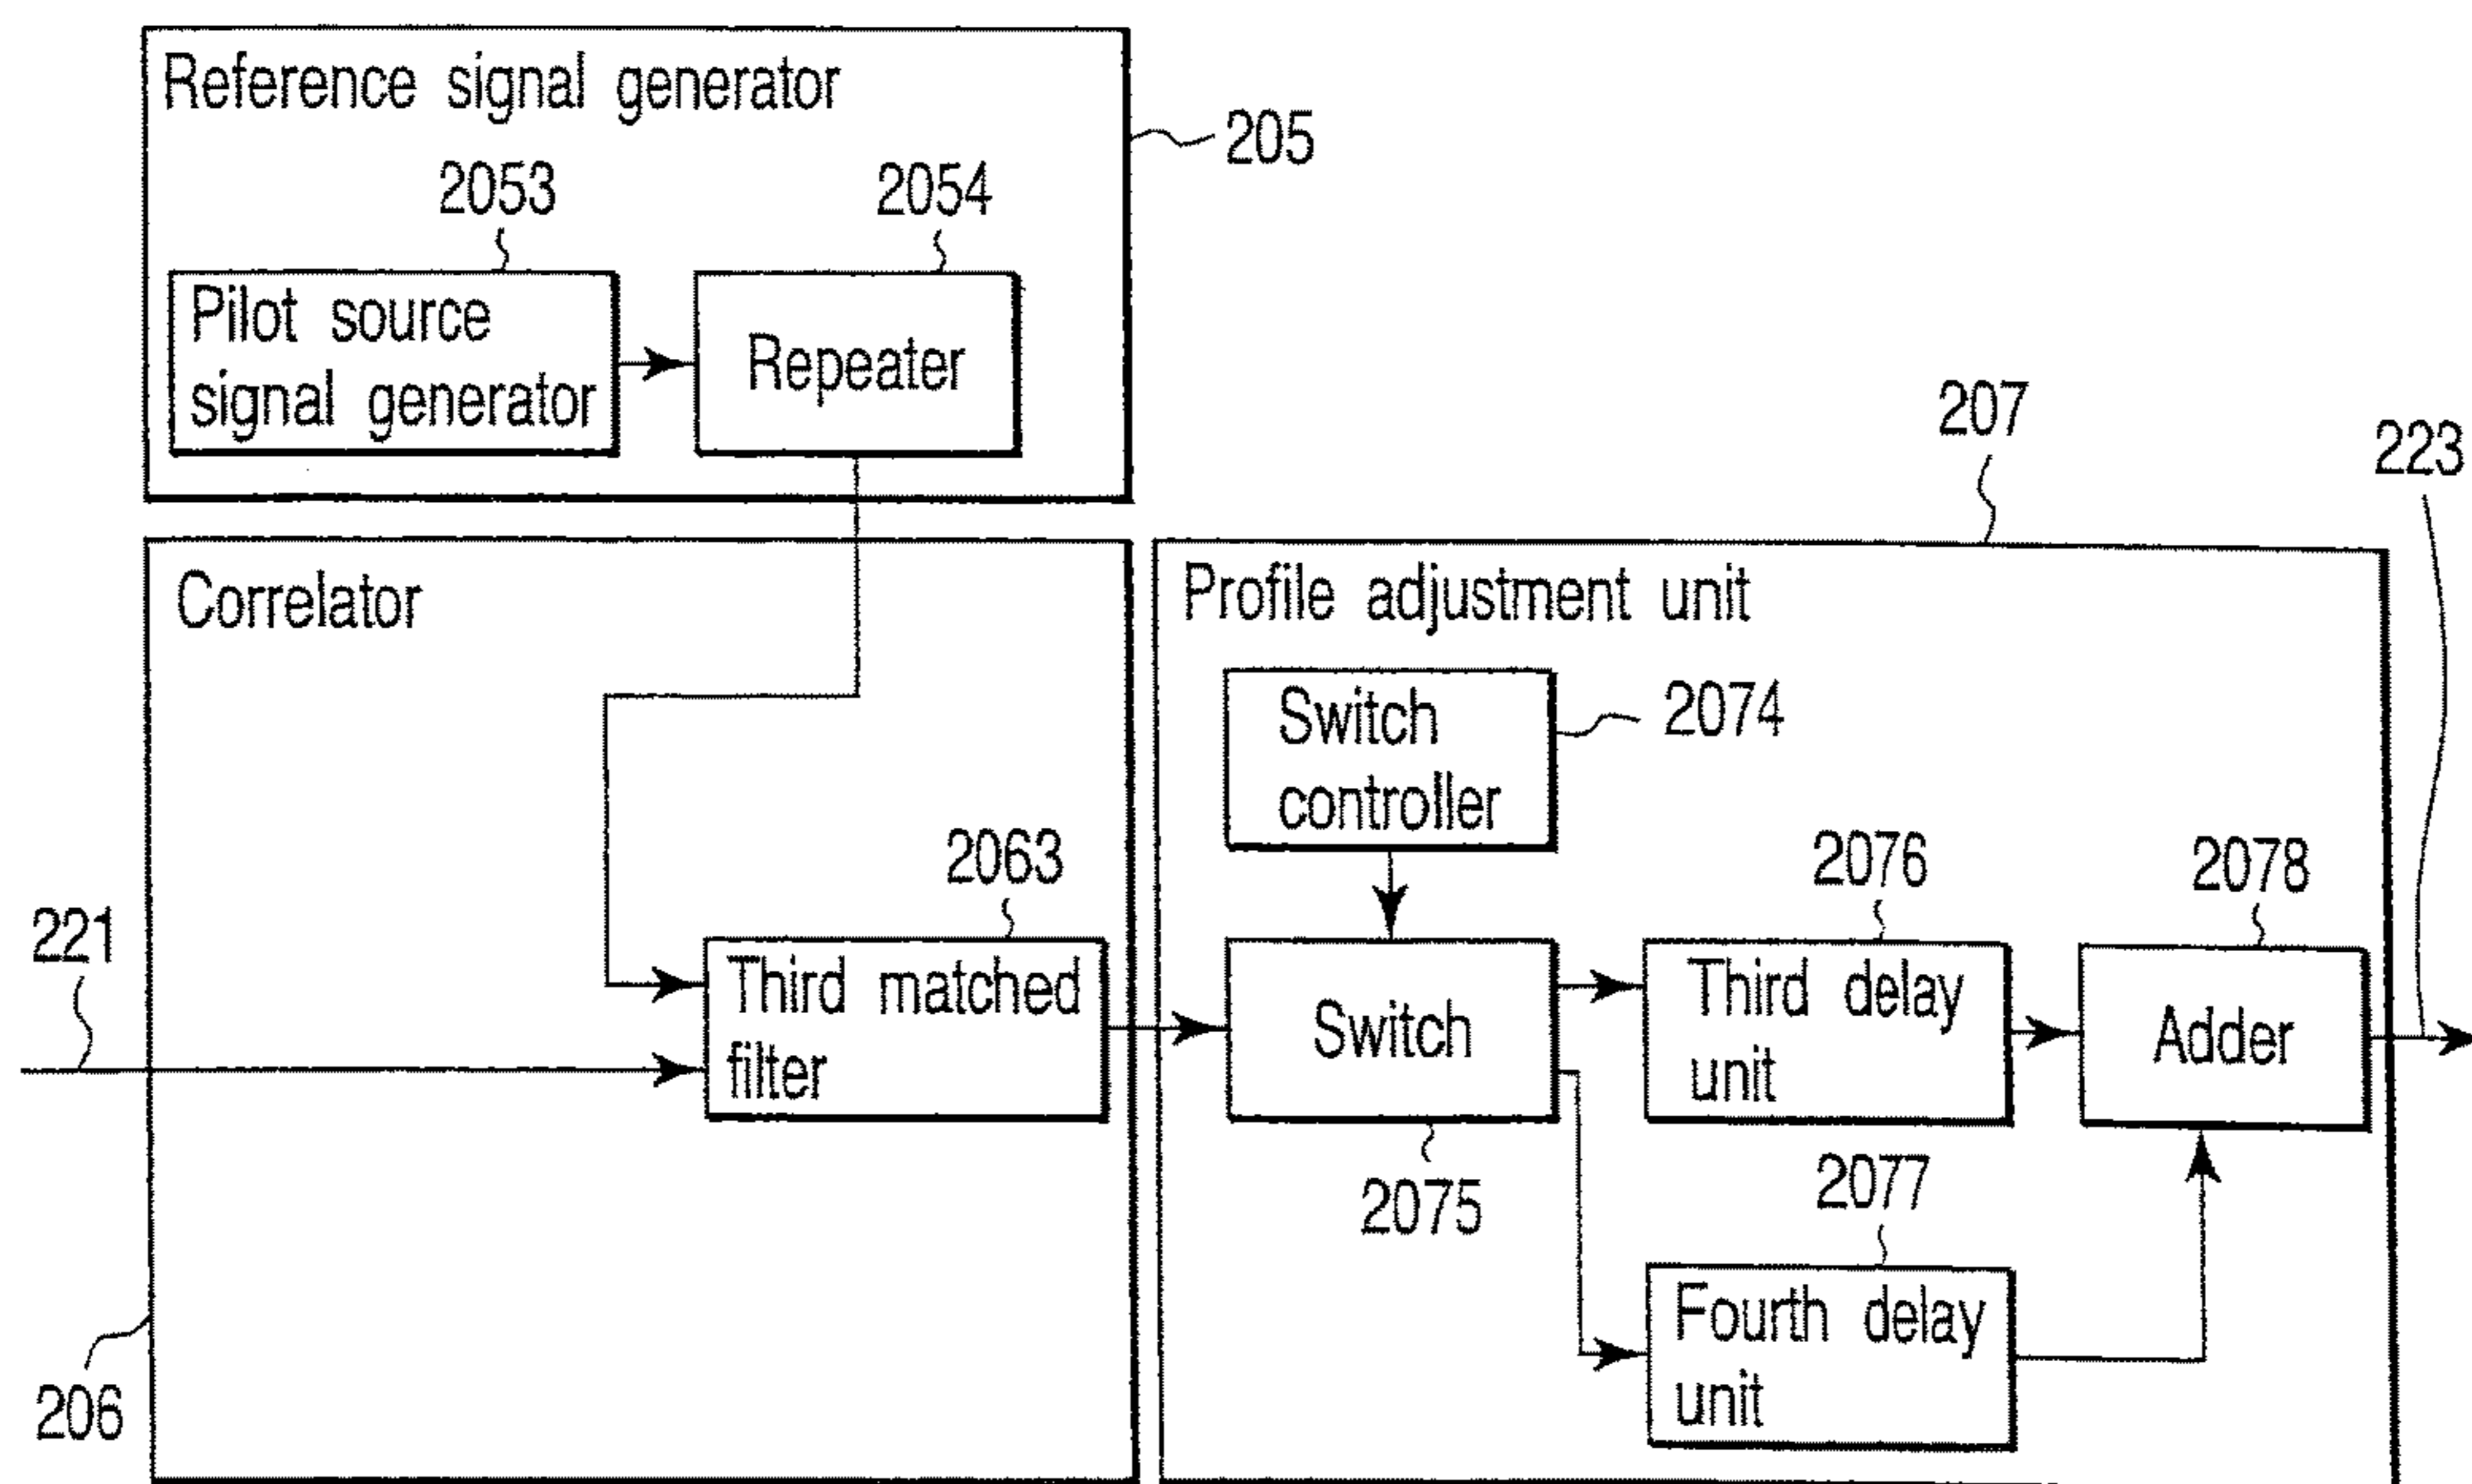 Reference signal generator
205
2053
2054
Pilot source
signal generator
Repeater
207
223
Correlator
Profile adjustment unit
Switch
controller
2074
2063
2076
2078
221
Third matched
filter
Switch
Third delay
unit
Adder
2075
2077
Fourth delay
unit
206